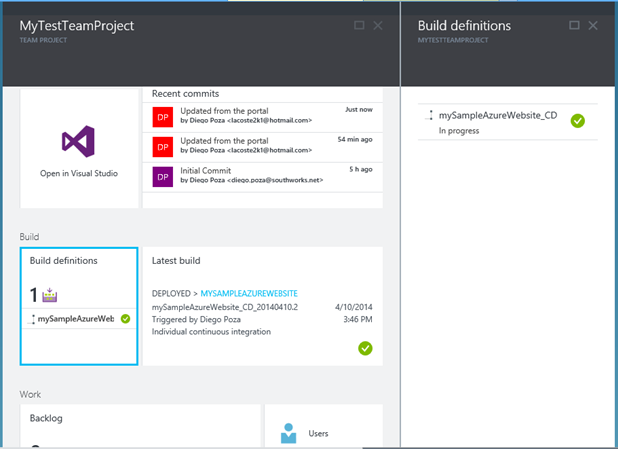 MyTestTeamProject
TEAM PROJECT
Open in Visual Studio
Recent commits
DP
Updated from the portal
Just now
by Diego Poza <lacoste2k1@hotmail.com>
DP
Updated from the portal
54 min ago
by Diego Poza <lacoste2k1@hotmail.com>
DP
Initial Commit
5 h ago
by Diego Poza <diego.poza@southworks.net>
Build
Build definitions
1
mySampleAzureWeb
Latest build
DEPLOYED > MYSAMPLEAZUREWEBSITE
mySampleAzureWebsite_CD_20140410.2
4/10/2014
Triggered by Diego Poza
3:46 PM
Individual continuous integration
Work
Backlog
Users
Build definitions
MYTESTTEAMPROJECT
mySampleAzureWebsite_CD
In progress